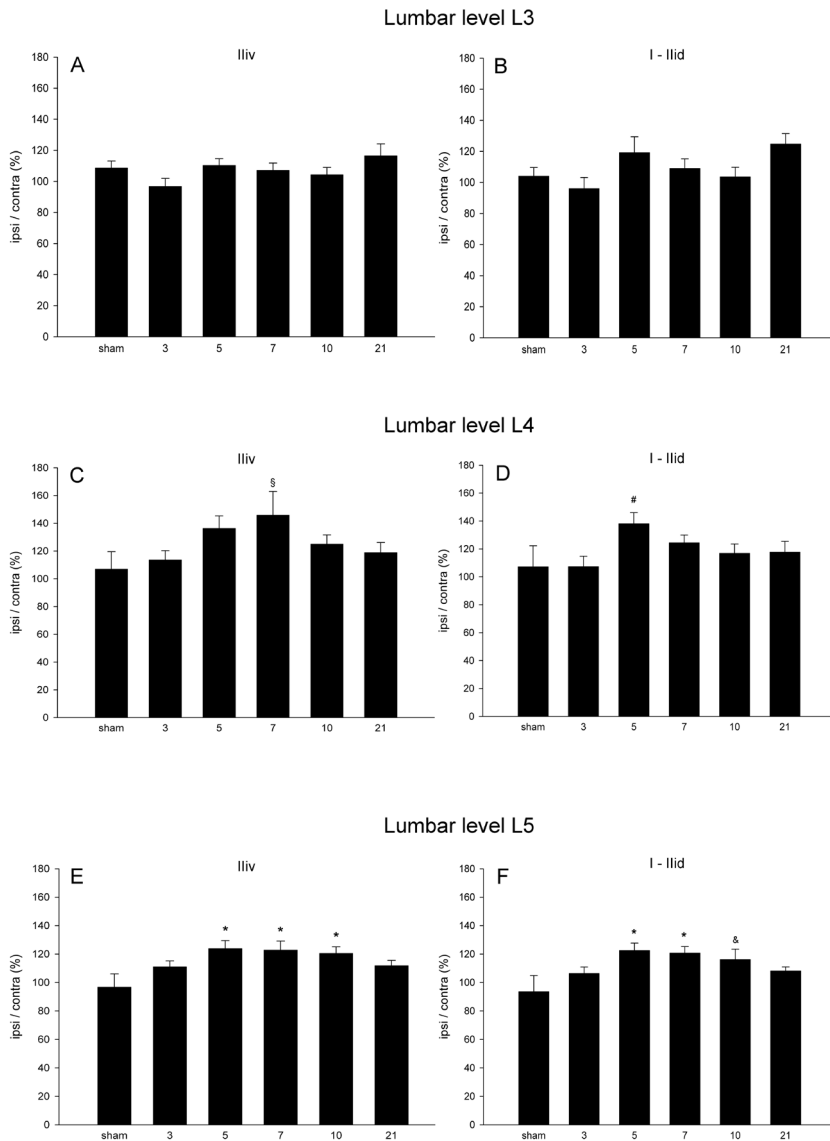 Lumbar level L3
IIiv
I - IIid
A
B
180
160
140
120
100
80
60
40
20
0
ipsi / contra (%)
sham 3 5 7 10 21
180
160
140
120
100
80
60
40
20
0
ipsi / contra (%)
sham 3 5 7 10 21
Lumbar level L4
IIiv
I - IIid
C
D
180
160
140
120
100
80
60
40
20
0
ipsi / contra (%)
§
sham 3 5 7 10 21
180
160
140
120
100
80
60
40
20
0
ipsi / contra (%)
#
sham 3 5 7 10 21
Lumbar level L5
IIiv
I - IIid
E
F
180
160
140
120
100
80
60
40
20
0
ipsi / contra (%)
* * *
sham 3 5 7 10 21
180
160
140
120
100
80
60
40
20
0
ipsi / contra (%)
* * &
sham 3 5 7 10 21